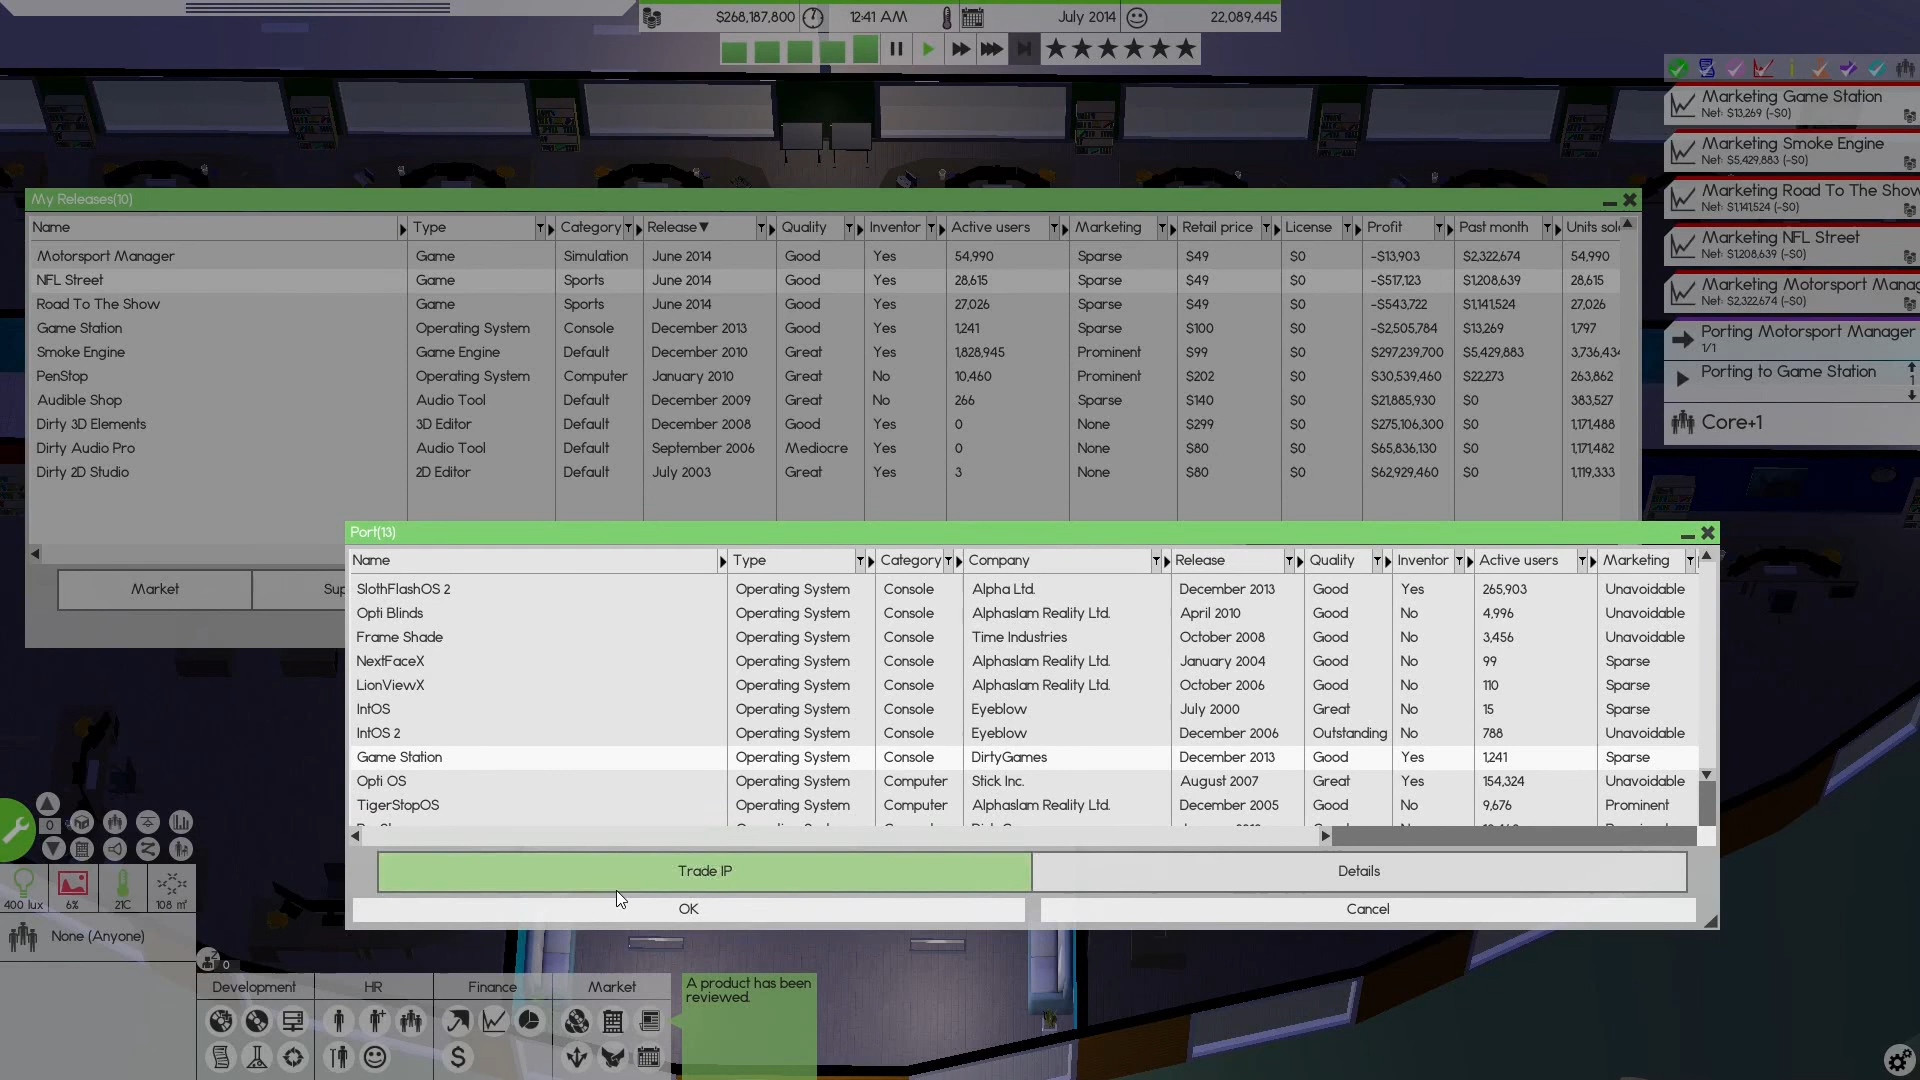 $268,187,800 12:41 AM July 2014 22,089,445
Marketing Game Station
Net: $13,269 (-$0)
Marketing Smoke Engine
Net: $5,429,883 (-$0)
Marketing Road To The Show
Net: $1,141,524 (-$0)
Marketing NFL Street
Net: $1,208,639 (-$0)
Marketing Motorsport Manag
Net: $2,322,674 (-$0)
Porting Motorsport Manager
1/1
Porting to Game Station
1
Core+1
My Releases(10)
Name Type Category Release Quality Inventor Active users Marketing Retail price License Profit Past month Units sol
Motorsport Manager Game Simulation June 2014 Good Yes 54,990 Sparse $49 $0 -$13,903 $2,322,674 54,990
NFL Street Game Sports June 2014 Good Yes 28,615 Sparse $49 $0 -$517,123 $1,208,639 28,615
Road To The Show Game Sports June 2014 Good Yes 27,026 Sparse $49 $0 -$543,722 $1,141,524 27,026
Game Station Operating System Console December 2013 Good Yes 1,241 Sparse $100 $0 -$2,505,784 $13,269 1,797
Smoke Engine Game Engine Default December 2010 Great Yes 1,828,945 Prominent $99 $0 $297,239,700 $5,429,883 3,736,434
PenStop Operating System Computer January 2010 Great No 10,460 Prominent $202 $0 $30,539,460 $22,273 263,862
Audible Shop Audio Tool Default December 2009 Great No 266 Sparse $140 $0 $21,885,930 $0 383,527
Dirty 3D Elements 3D Editor Default December 2008 Good Yes 0 None $299 $0 $275,106,300 $0 1,171,488
Dirty Audio Pro Audio Tool Default September 2006 Mediocre Yes 0 None $80 $0 $65,836,130 $0 1,171,482
Dirty 2D Studio 2D Editor Default July 2003 Great Yes 3 None $80 $0 $62,929,460 $0 1,119,333
Market Sup
Port(13)
Name Type Category Company Release Quality Inventor Active users Marketing
SlothFlashOS 2 Operating System Console Alpha Ltd. December 2013 Good Yes 265,903 Unavoidable
Opti Blinds Operating System Console Alphaslam Reality Ltd. April 2010 Good No 4,996 Unavoidable
Frame Shade Operating System Console Time Industries October 2008 Good No 3,456 Unavoidable
NextFaceX Operating System Console Alphaslam Reality Ltd. January 2004 Good No 99 Sparse
LionViewX Operating System Console Alphaslam Reality Ltd. October 2006 Good No 110 Sparse
IntOS Operating System Console Eyeblow July 2000 Great No 15 Sparse
IntOS 2 Operating System Console Eyeblow December 2006 Outstanding No 788 Unavoidable
Game Station Operating System Console DirtyGames December 2013 Good Yes 1,241 Sparse
Opti OS Operating System Computer Stick Inc. August 2007 Great Yes 154,324 Unavoidable
TigerStopOS Operating System Computer Alphaslam Reality Ltd. December 2005 Good No 9,676 Prominent
Trade IP Details
OK Cancel
0
400 lux 6% 21C 108 m²
None (Anyone)
0
Development HR Finance Market
A product has been
reviewed.